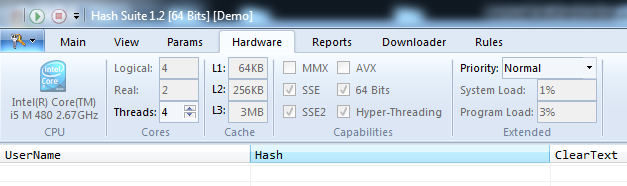 Hash Suite 1.2 [64 Bits] [Demo]
Main View Params Hardware Reports Downloader Rules
Logical: 4 L1: 64KB MMX AVX Priority: Normal
Real: 2 L2: 256KB SSE 64 Bits System Load: 1%
Intel(R) Core(TM)
i5 M 480 2.67GHz
Threads: 4 L3: 3MB SSE2 Hyper-Threading Program Load: 3%
CPU Cores Cache Capabilities Extended
UserName Hash ClearText